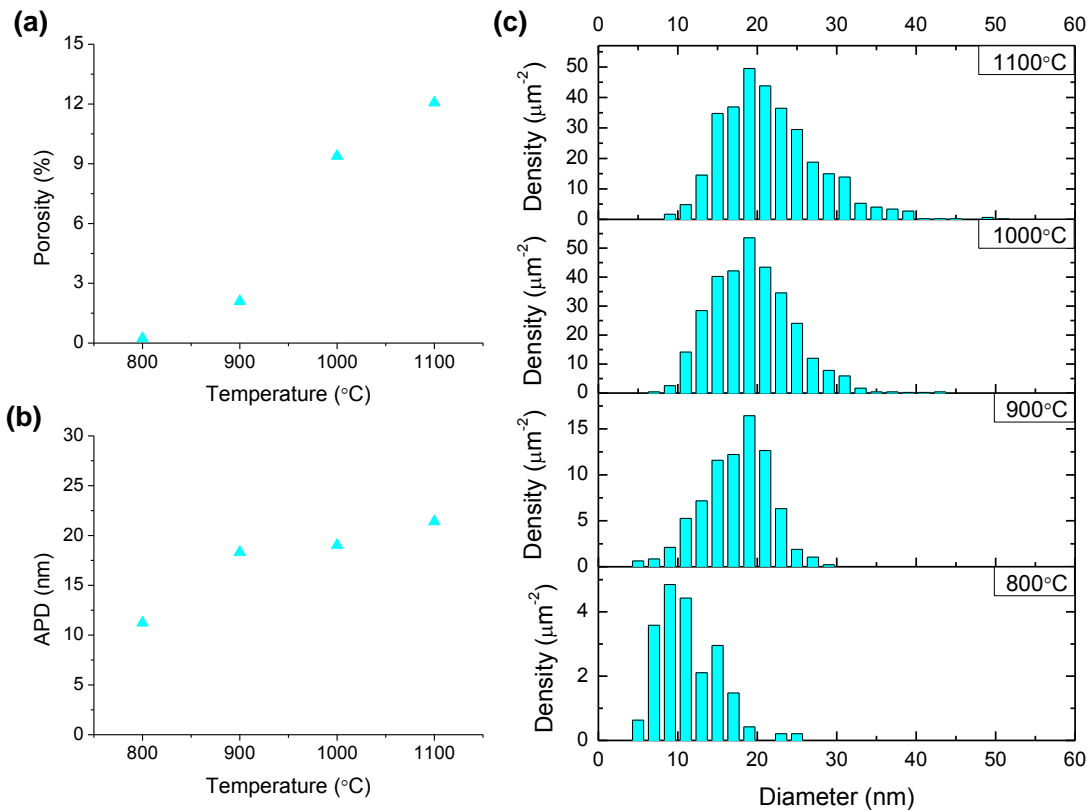 (a)
15
12
9
6
3
0
Porosity (%)
800 900 1000 1100
Temperature (°C)
(b)
30
25
20
15
10
5
0
APD (nm)
800 900 1000 1100
Temperature (°C)
(c)
0 10 20 30 40 50 60
1100°C
50
40
30
20
10
0
Density (μm-2)
1000°C
50
40
30
20
10
0
Density (μm-2)
900°C
15
10
5
0
Density (μm-2)
800°C
4
2
0
Density (μm-2)
0 10 20 30 40 50 60
Diameter (nm)